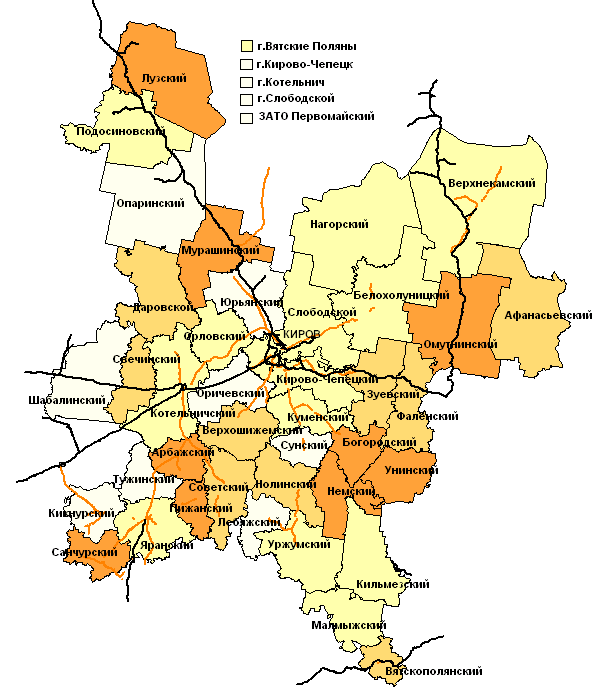 г.Вятские Поляны
г.Кирово-Чепецк
г.Котельнич
г.Слободской
ЗАТО Первомайский
Лузский
Подосиновский
Опаринский
Верхнекамский
Нагорский
Мурашинский
Юрьянский
Белохолуницкий
Даровской
Слободской
Афанасьевский
Орловский
КИРОВ
Омутнинский
Свечинский
Кирово-Чепецкий
Шабалинский
Оричевский
Зуевский
Котельничский
Куменский
Фаленский
Верхошижемский
Богородский
Арбажский
Сунский
Унинский
Тужинский
Советский
Нолинский
Немский
Пижанский
Кикнурский
Лебяжский
Санчурский
Яранский
Уржумский
Кильмезский
Малмыжский
Вятскополянский